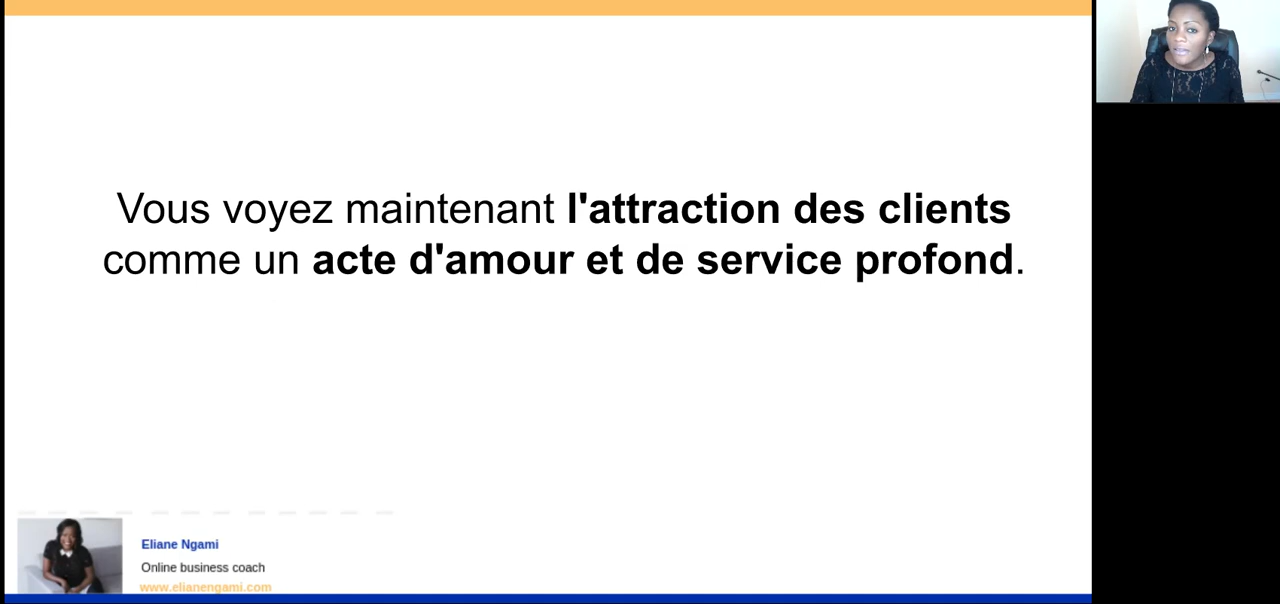 Vous voyez maintenant l'attraction des clients
comme un acte d'amour et de service profond.
Eliane Ngami
Online business coach
www.elianengami.com